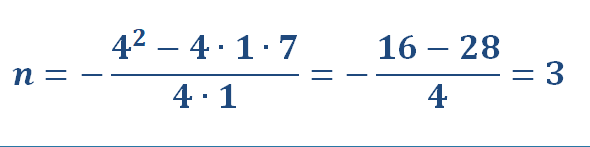 n = − (4² − 4 · 1 · 7) / (4 · 1) = − (16 − 28) / 4 = 3